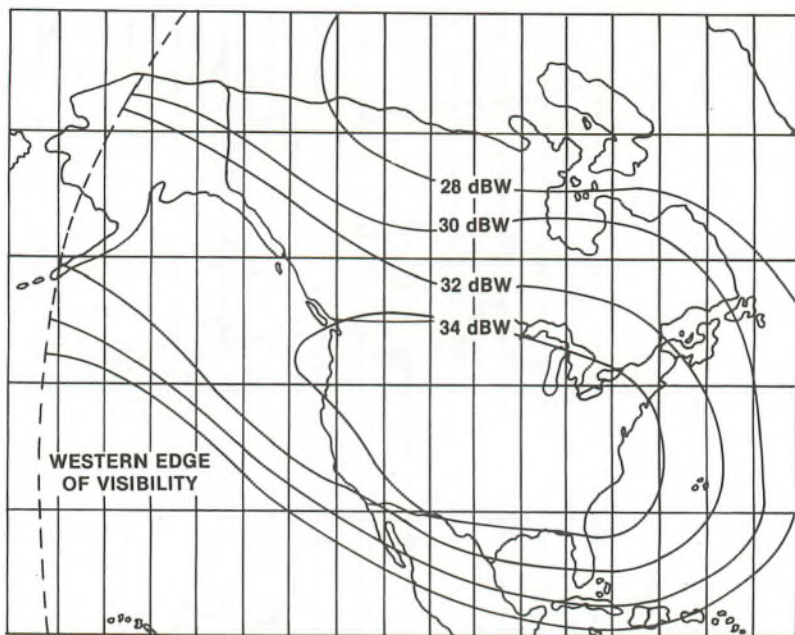 28 dBW
30 dBW
32 dBW
34 dBW
WESTERN EDGE
OF VISIBILITY